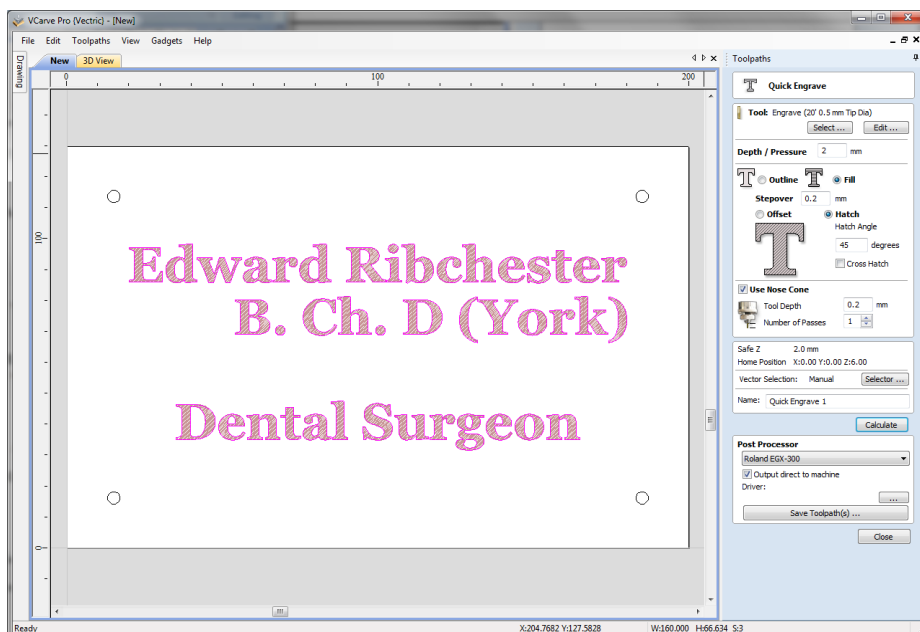 VCarve Pro {Vectric} - [New]
File Edit Toolpaths View Gadgets Help
Drawing
New 3D View
Toolpaths
0 100 200
100
0
Edward Ribchester
B. Ch. D (York)
Dental Surgeon
Quick Engrave
Tool: Engrave (20' 0.5 mm Tip Dia)
Select ... Edit ...
Depth / Pressure 2 mm
Outline Fill
Stepover 0.2 mm
Offset Hatch
Hatch Angle
45 degrees
Cross Hatch
Use Nose Cone
Tool Depth 0.2 mm
Number of Passes 1
Safe Z 2.0 mm
Home Position X:0.00 Y:0.00 Z:6.00
Vector Selection: Manual Selector ...
Name: Quick Engrave 1
Calculate
Post Processor
Roland EGX-300
Output direct to machine
Driver:
...
Save Toolpath(s) ...
Close
Ready X:204.7682 Y:127.5828 W:160.000 H:66.634 S:3